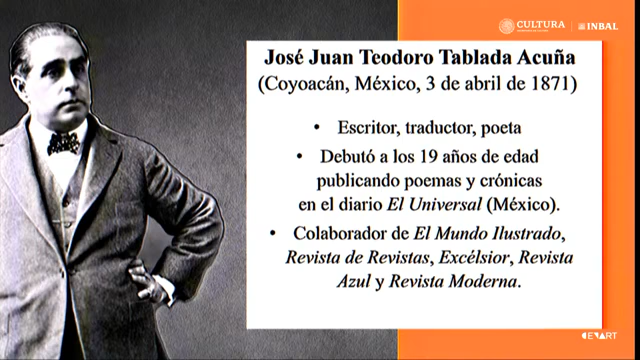 CULTURA
INBAL
José Juan Teodoro Tablada Acuña
(Coyoacán, México, 3 de abril de 1871)
• Escritor, traductor, poeta
• Debutó a los 19 años de edad
publicando poemas y crónicas
en el diario El Universal (México).
• Colaborador de El Mundo Ilustrado,
Revista de Revistas, Excélsior, Revista
Azul y Revista Moderna.